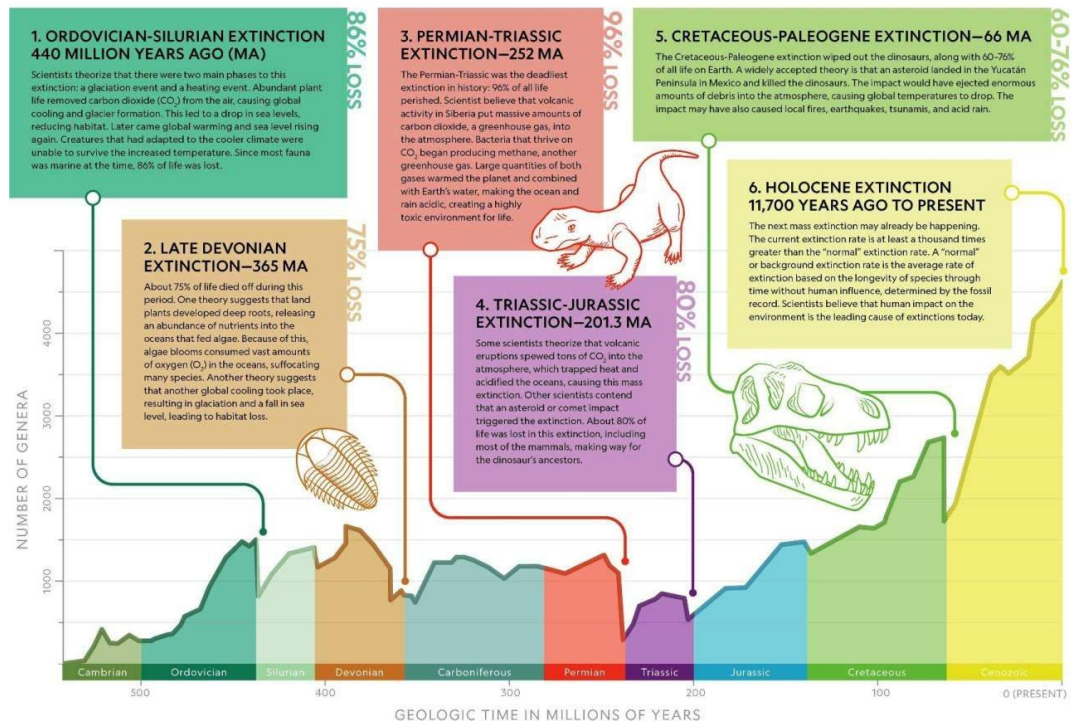 1. ORDOVICIAN-SILURIAN EXTINCTION
440 MILLION YEARS AGO (MA)
Scientists theorize that there were two main phases to this
extinction: a glaciation event and a heating event. Abundant plant
life removed carbon dioxide (CO₂) from the air, causing global
cooling and glacier formation. This led to a drop in sea levels,
reducing habitat. Later came global warming and sea level rising
again. Creatures that had adapted to the cooler climate were
unable to survive the increased temperature. Since most fauna
was marine at the time, 86% of life was lost.
86% LOSS
2. LATE DEVONIAN
EXTINCTION—365 MA
About 75% of life died off during this
period. One theory suggests that land
plants developed deep roots, releasing
an abundance of nutrients into the
oceans that fed algae. Because of this,
algae blooms consumed vast amounts
of oxygen (O₂) in the oceans, suffocating
many species. Another theory suggests
that another global cooling took place,
resulting in glaciation and a fall in sea
level, leading to habitat loss.
75% LOSS
3. PERMIAN-TRIASSIC
EXTINCTION—252 MA
The Permian-Triassic was the deadliest
extinction in history: 96% of all life
perished. Scientist believe that volcanic
activity in Siberia put massive amounts of
carbon dioxide, a greenhouse gas, into
the atmosphere. Bacteria that thrive on
CO₂ began producing methane, another
greenhouse gas. Large quantities of both
gases warmed the planet and combined
with Earth's water, making the ocean and
rain acidic, creating a highly
toxic environment for life.
96% LOSS
4. TRIASSIC-JURASSIC
EXTINCTION—201.3 MA
Some scientists theorize that volcanic
eruptions spewed tons of CO₂ into the
atmosphere, which trapped heat and
acidified the oceans, causing this mass
extinction. Other scientists contend
that an asteroid or comet impact
triggered the extinction. About 80% of
life was lost in this extinction, including
most of the mammals, making way for
the dinosaur's ancestors.
80% LOSS
5. CRETACEOUS-PALEOGENE EXTINCTION—66 MA
The Cretaceous-Paleogene extinction wiped out the dinosaurs, along with 60-76%
of all life on Earth. A widely accepted theory is that an asteroid landed in the Yucatán
Peninsula in Mexico and killed the dinosaurs. The impact would have ejected enormous
amounts of debris into the atmosphere, causing global temperatures to drop. The
impact may have also caused local fires, earthquakes, tsunamis, and acid rain.
60-76% LOSS
6. HOLOCENE EXTINCTION
11,700 YEARS AGO TO PRESENT
The next mass extinction may already be happening.
The current extinction rate is at least a thousand times
greater than the “normal” extinction rate. A “normal”
or background extinction rate is the average rate of
extinction based on the longevity of species through
time without human influence, determined by the fossil
record. Scientists believe that human impact on the
environment is the leading cause of extinctions today.
NUMBER OF GENERA
4000
3000
2000
1000
Cambrian Ordovician Silurian Devonian Carboniferous Permian Triassic Jurassic Cretaceous Cenozoic
500 400 300 200 100 0 (PRESENT)
GEOLOGIC TIME IN MILLIONS OF YEARS